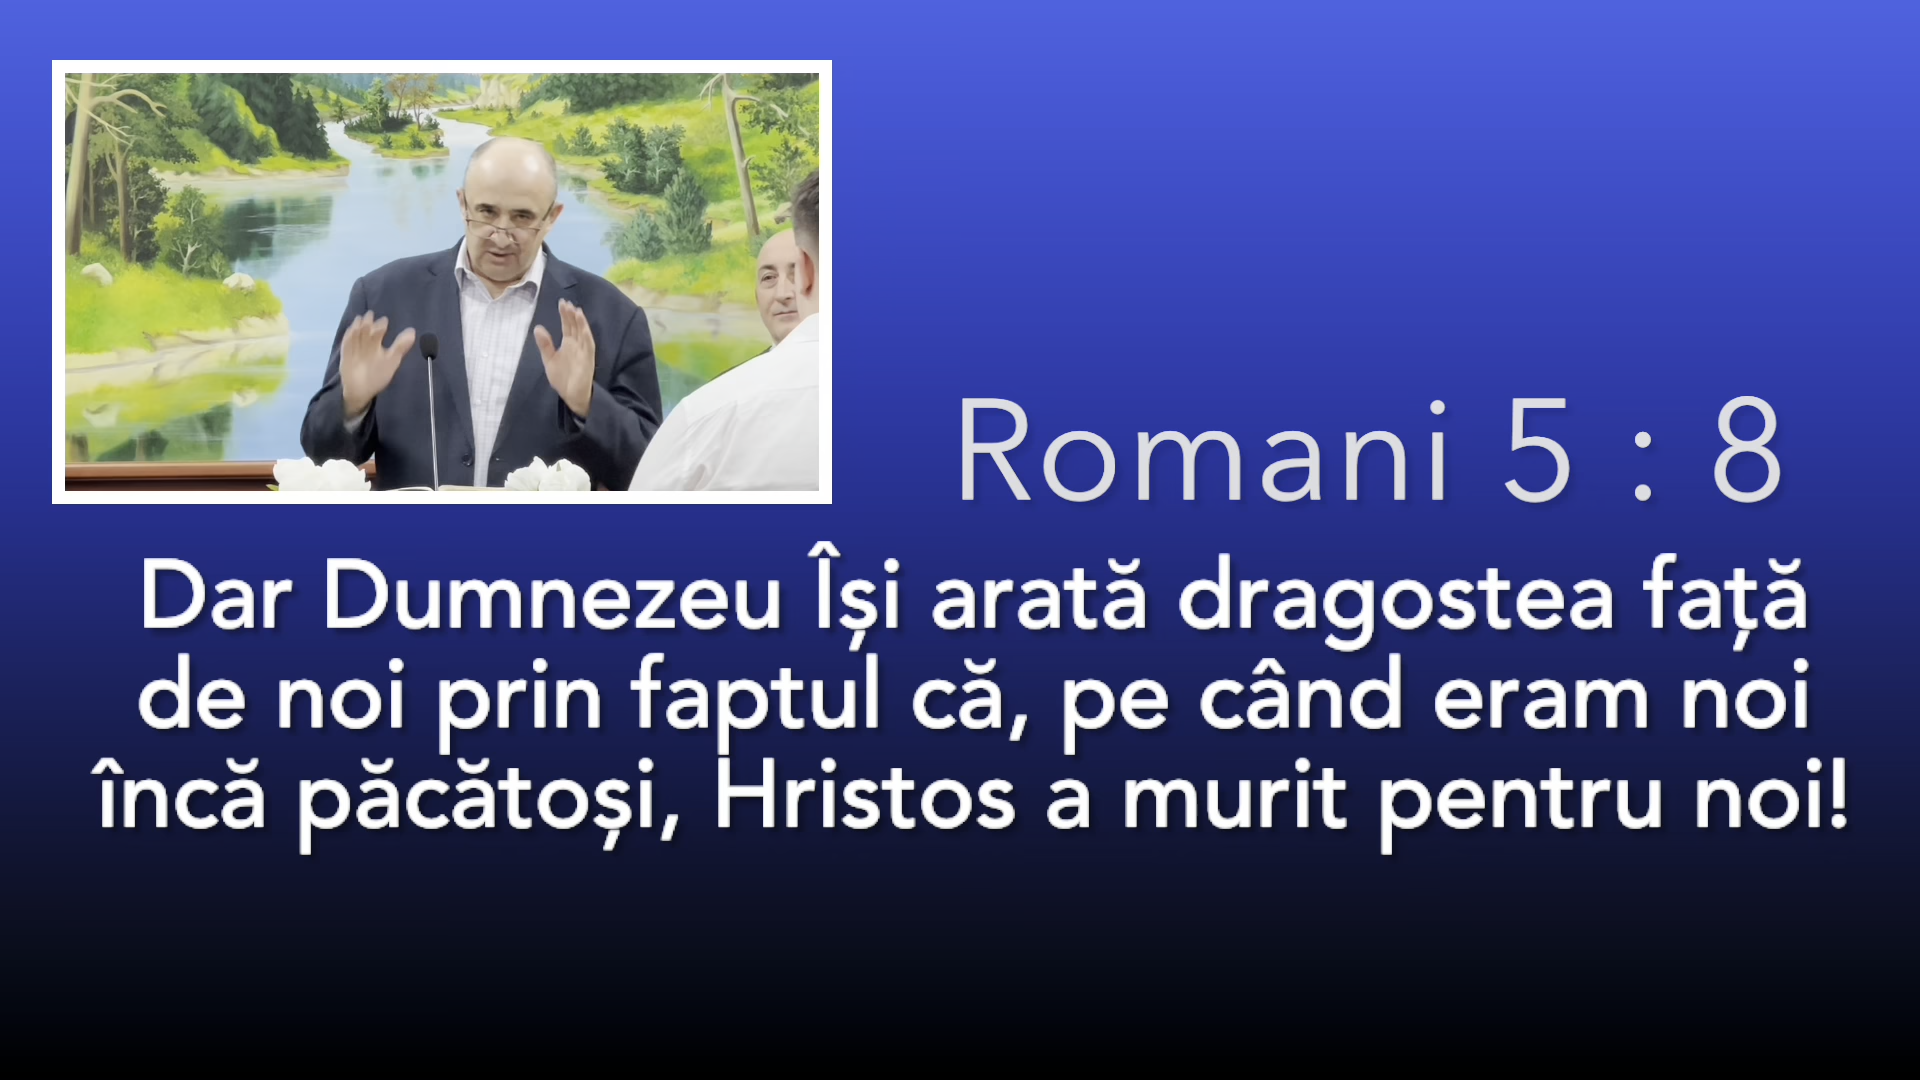 Romani 5 : 8
Dar Dumnezeu Își arată dragostea față
de noi prin faptul că, pe când eram noi
încă păcătoși, Hristos a murit pentru noi!